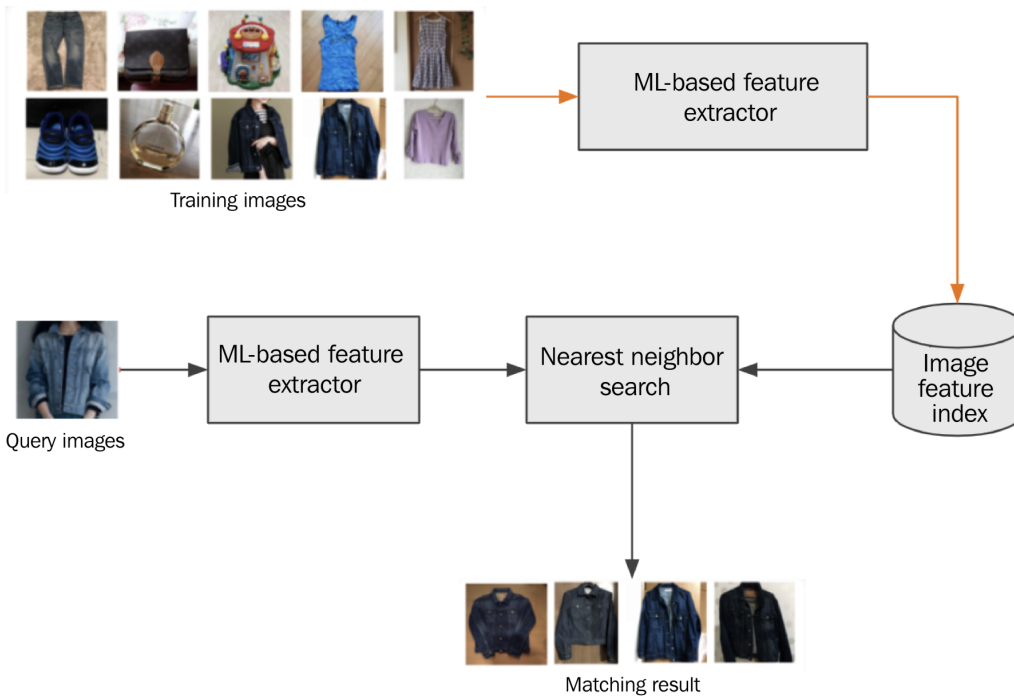 ML-based feature
extractor
Training images
ML-based feature
extractor
Nearest neighbor
search
Image
feature
index
Query images
Matching result